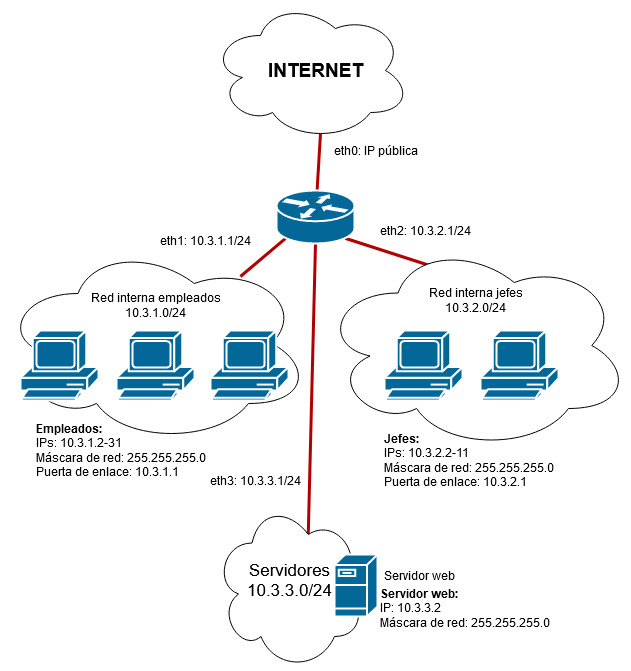 INTERNET
eth0: IP pública
eth1: 10.3.1.1/24
eth2: 10.3.2.1/24
Red interna empleados
10.3.1.0/24
Red interna jefes
10.3.2.0/24
Empleados:
IPs: 10.3.1.2-31
Máscara de red: 255.255.255.0
Puerta de enlace: 10.3.1.1
Jefes:
IPs: 10.3.2.2-11
Máscara de red: 255.255.255.0
Puerta de enlace: 10.3.2.1
eth3: 10.3.3.1/24
Servidores
10.3.3.0/24
Servidor web
Servidor web:
IP: 10.3.3.2
Máscara de red: 255.255.255.0